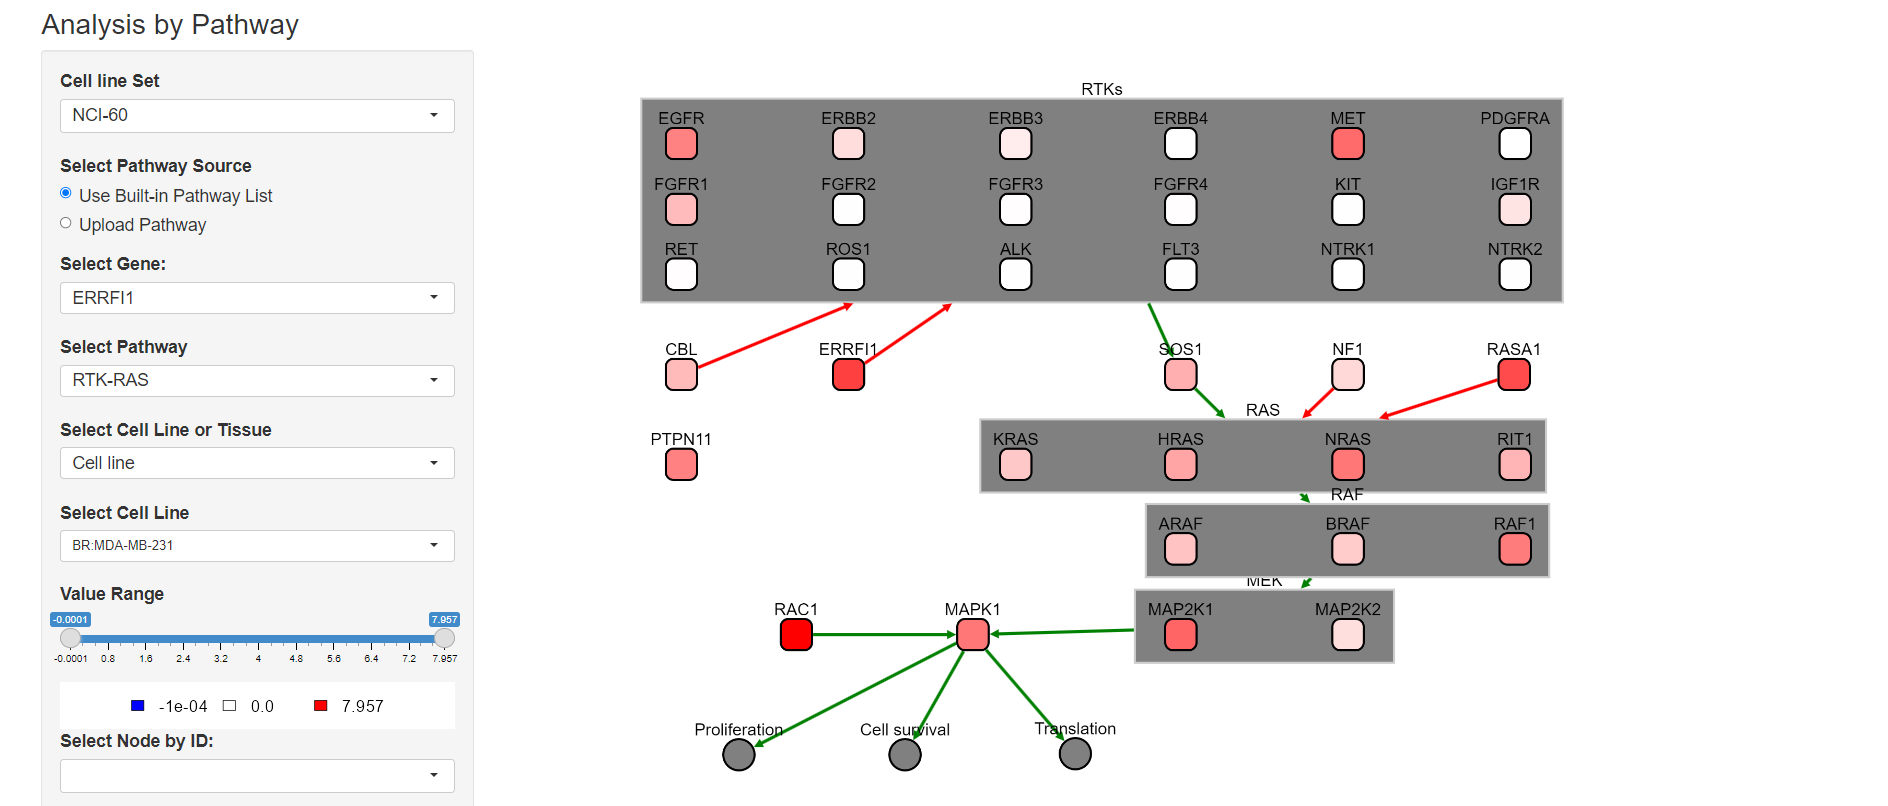 Analysis by Pathway
Cell line Set
NCI-60
Select Pathway Source
Use Built-in Pathway List
Upload Pathway
Select Gene:
ERRFI1
Select Pathway
RTK-RAS
Select Cell Line or Tissue
Cell line
Select Cell Line
BR:MDA-MB-231
Value Range
-0.0001 7.957
-0.0001 0.8 1.6 2.4 3.2 4 4.8 5.6 6.4 7.2 7.957
-1e-04 0.0 7.957
Select Node by ID:
RTKs
EGFR ERBB2 ERBB3 ERBB4 MET PDGFRA
FGFR1 FGFR2 FGFR3 FGFR4 KIT IGF1R
RET ROS1 ALK FLT3 NTRK1 NTRK2
CBL ERRFI1 SOS1 NF1 RASA1
RAS
PTPN11 KRAS HRAS NRAS RIT1
RAF
ARAF BRAF RAF1
MEK
RAC1 MAPK1 MAP2K1 MAP2K2
Proliferation Cell survival Translation